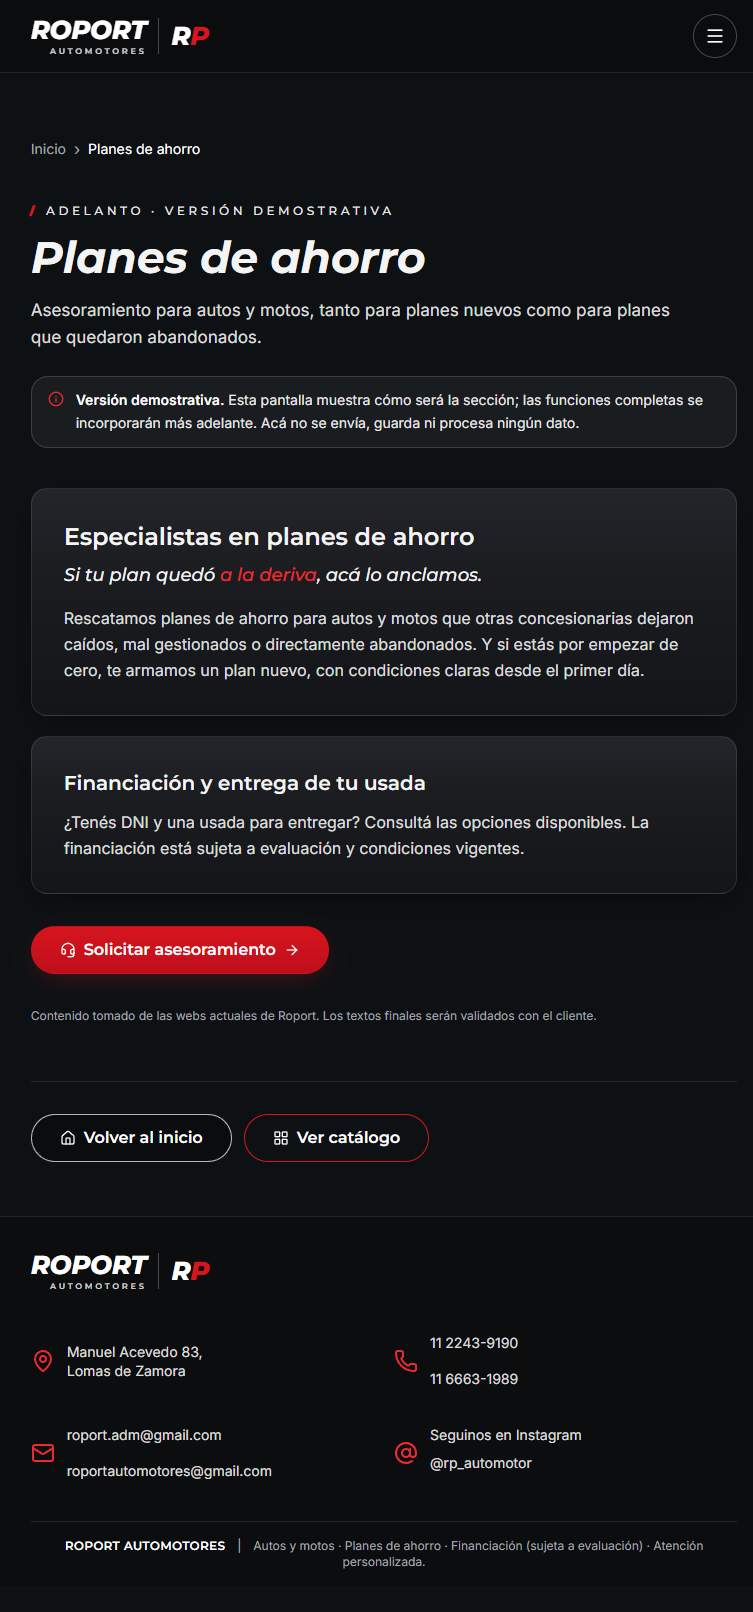 ROPORT
AUTOMOTORES
RP
Inicio › Planes de ahorro
ADELANTO · VERSIÓN DEMOSTRATIVA
Planes de ahorro
Asesoramiento para autos y motos, tanto para planes nuevos como para planes
que quedaron abandonados.
Versión demostrativa. Esta pantalla muestra cómo será la sección; las funciones completas se
incorporarán más adelante. Acá no se envía, guarda ni procesa ningún dato.
Especialistas en planes de ahorro
Si tu plan quedó a la deriva, acá lo anclamos.
Rescatamos planes de ahorro para autos y motos que otras concesionarias dejaron
caídos, mal gestionados o directamente abandonados. Y si estás por empezar de
cero, te armamos un plan nuevo, con condiciones claras desde el primer día.
Financiación y entrega de tu usada
¿Tenés DNI y una usada para entregar? Consultá las opciones disponibles. La
financiación está sujeta a evaluación y condiciones vigentes.
Solicitar asesoramiento →
Contenido tomado de las webs actuales de Roport. Los textos finales serán validados con el cliente.
Volver al inicio
Ver catálogo
ROPORT
AUTOMOTORES
RP
Manuel Acevedo 83,
Lomas de Zamora
11 2243-9190
11 6663-1989
roport.adm@gmail.com
roportautomotores@gmail.com
Seguinos en Instagram
@rp_automotor
ROPORT AUTOMOTORES | Autos y motos · Planes de ahorro · Financiación (sujeta a evaluación) · Atención
personalizada.